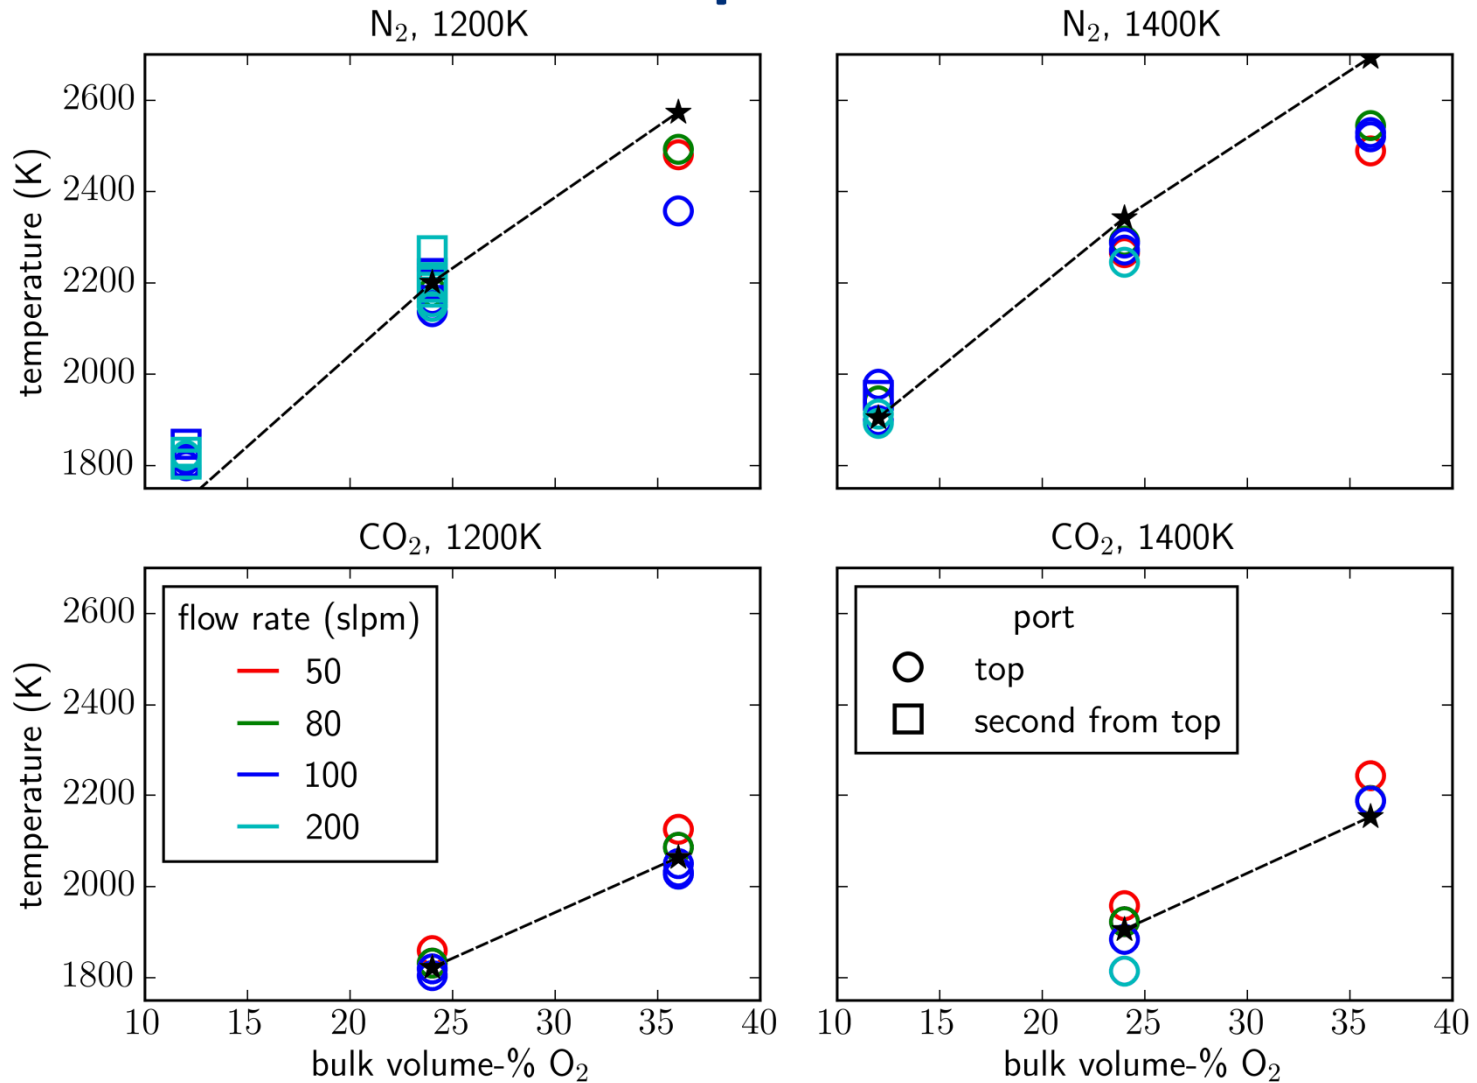 N₂, 1200K
N₂, 1400K
temperature (K)
2600
2400
2200
2000
1800
CO₂, 1200K
CO₂, 1400K
temperature (K)
2600
2400
2200
2000
1800
flow rate (slpm)
50
80
100
200
port
top
second from top
10 15 20 25 30 35 40
10 15 20 25 30 35 40
bulk volume-% O₂
bulk volume-% O₂